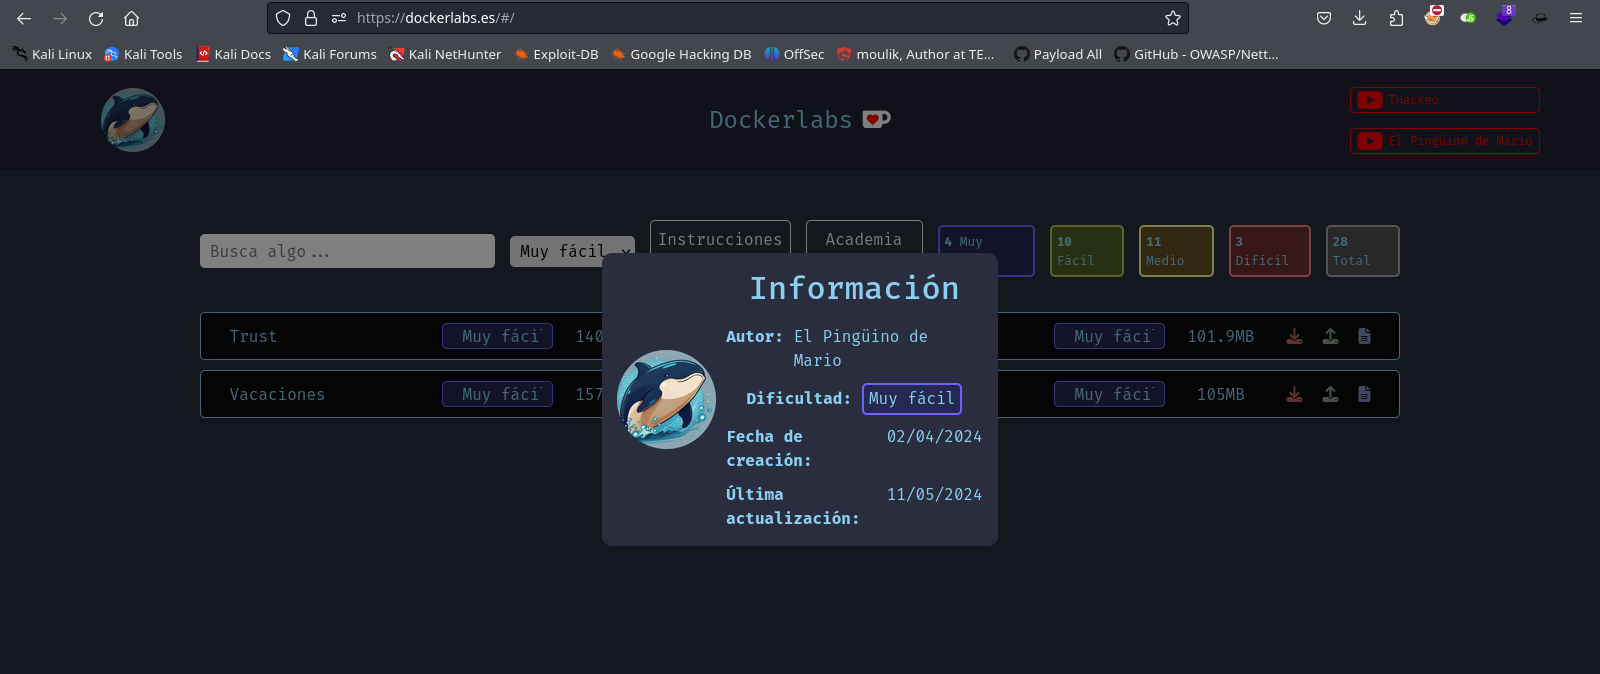 https://dockerlabs.es/#/
8
Kali Linux
Kali Tools
Kali Docs
Kali Forums
Kali NetHunter
Exploit-DB
Google Hacking DB
OffSec
moulik, Author at TE...
Payload All
GitHub - OWASP/Nett...
Dockerlabs
THackeo
El Pingüino de Mario
Busca algo...
Muy fácil
Instrucciones
Academia
4 Muy
10
Fácil
11
Medio
3
Difícil
28
Total
Información
Autor: El Pingüino de
Mario
Dificultad: Muy fácil
Fecha de
creación:
02/04/2024
Última
actualización:
11/05/2024
Trust
Muy fáci
140
Muy fáci
101.9MB
Vacaciones
Muy fáci
157
Muy fáci
105MB